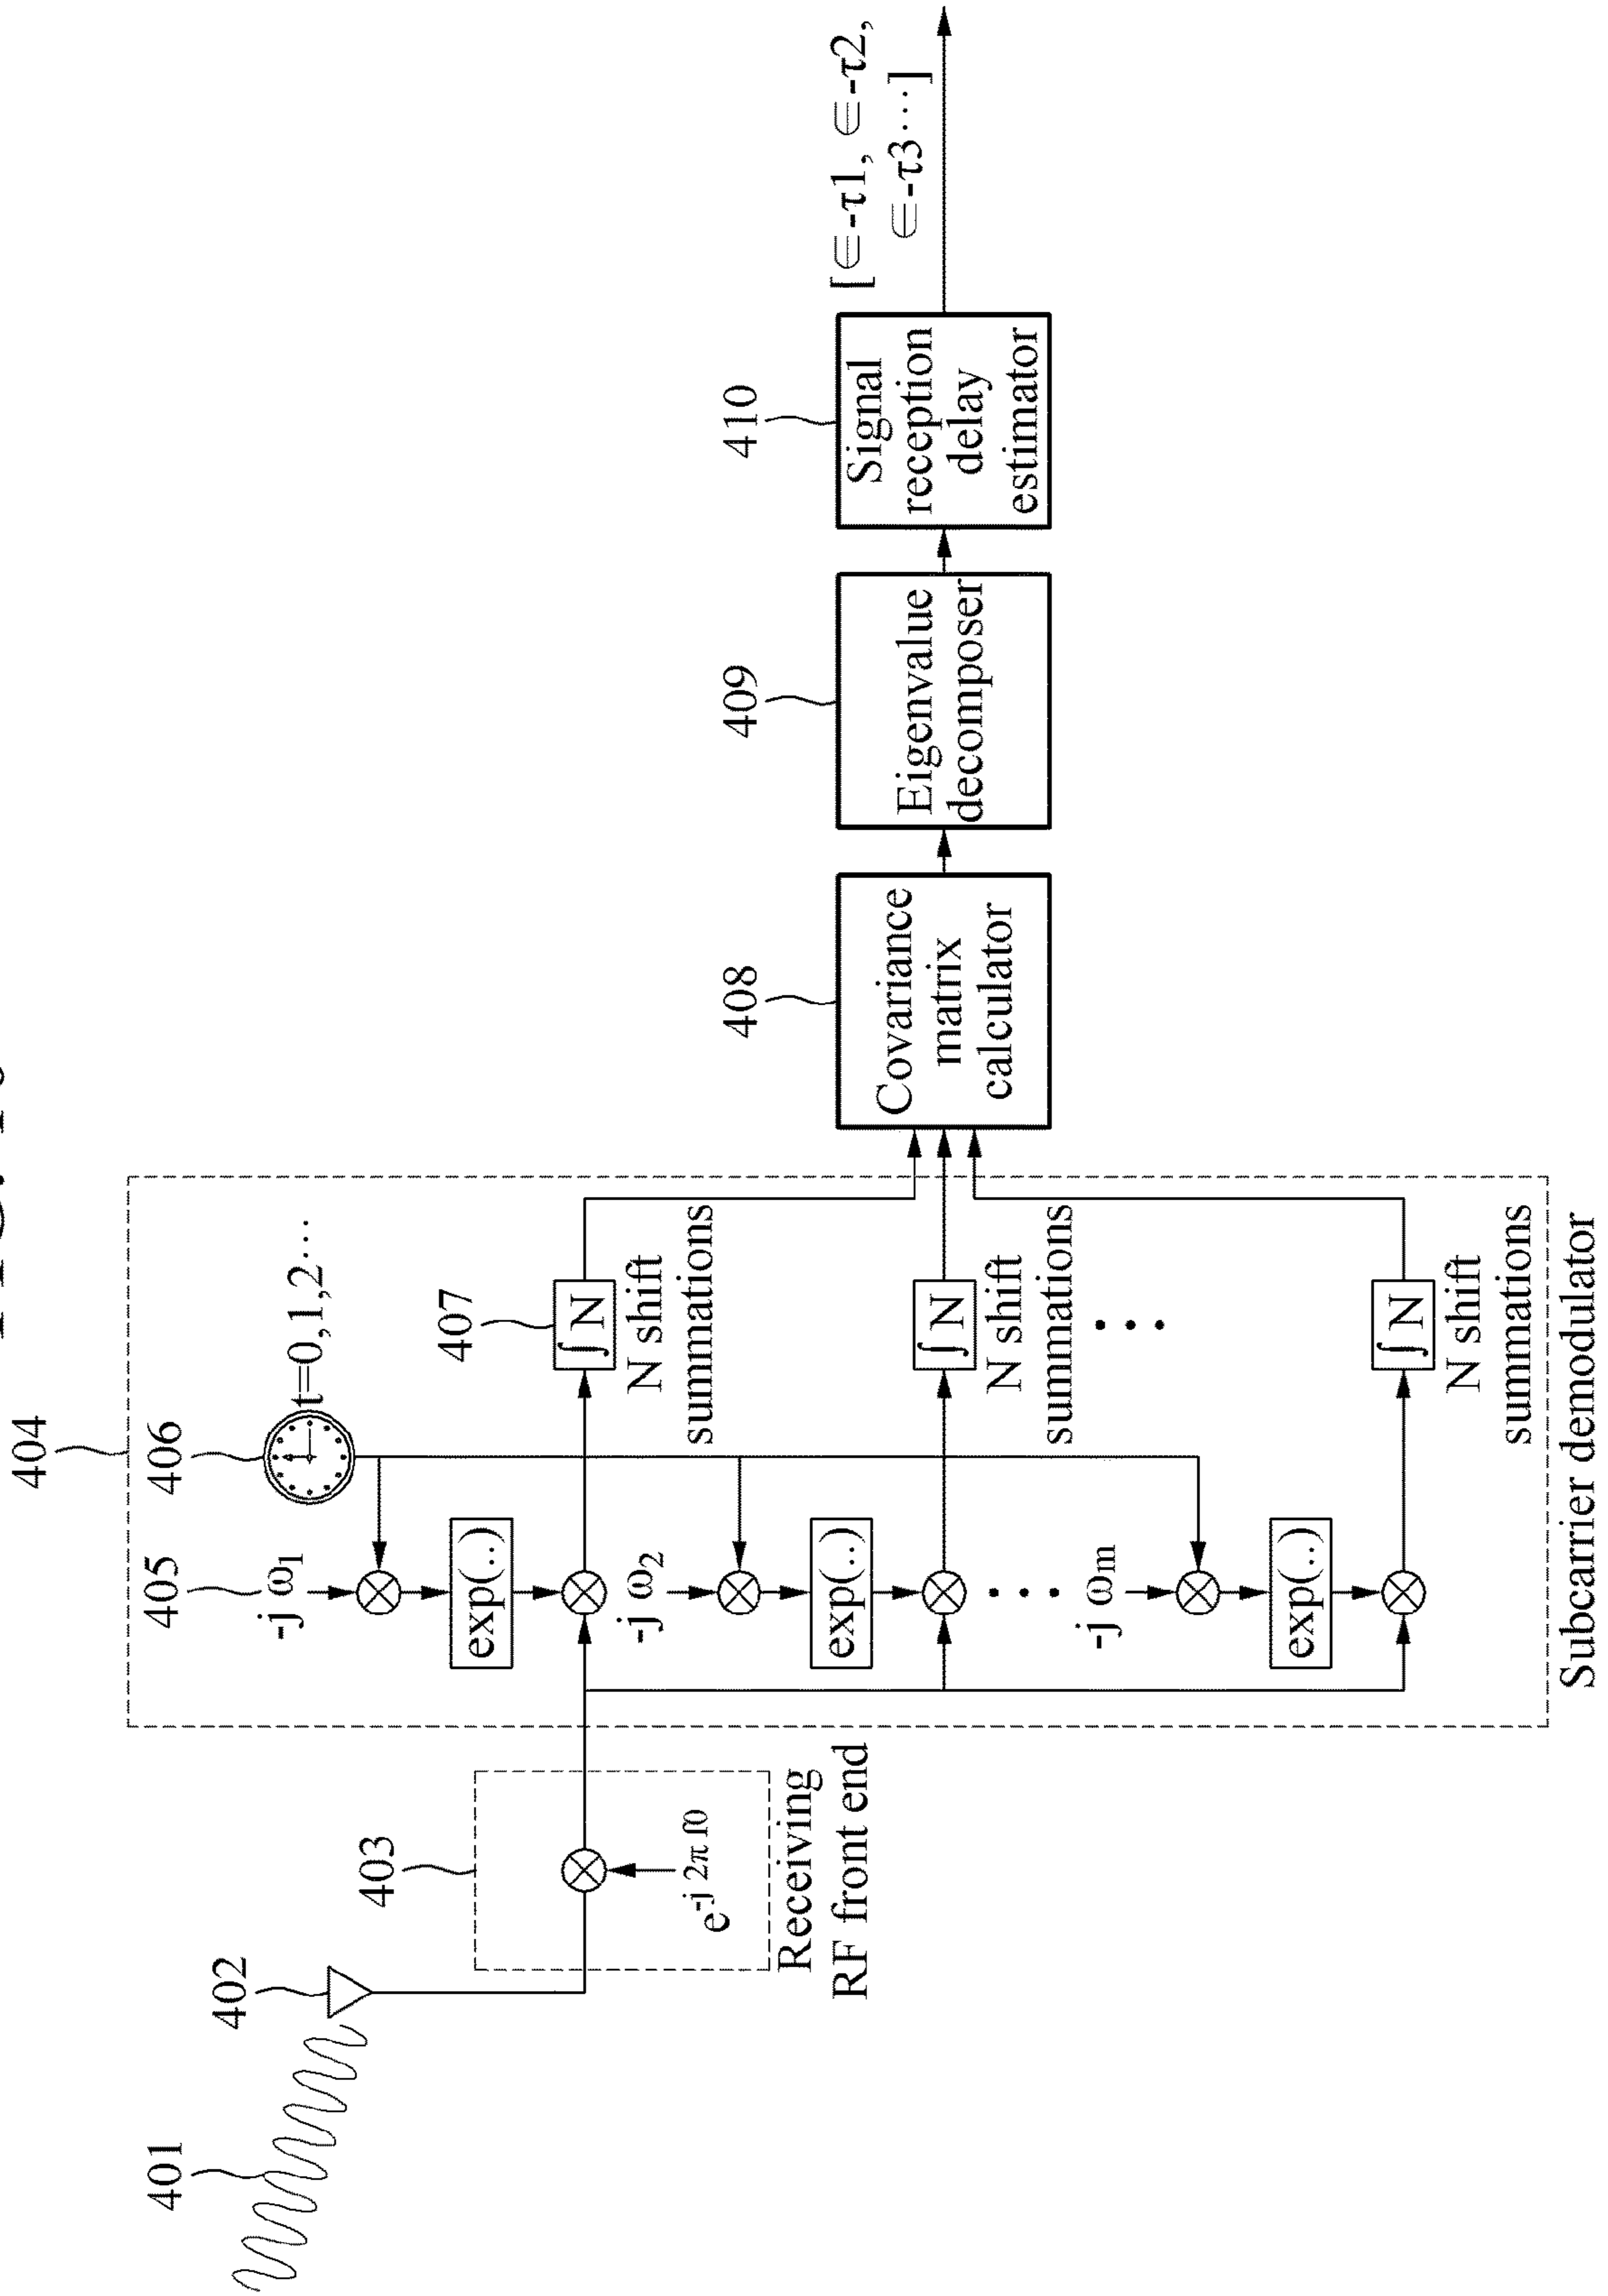 404
401
402
403
e-j 2π f0
Receiving
RF front end
405
-j ω1
406
t=0,1,2···
exp(..)
407
∫ N
N shift
summations
-j ω2
exp(..)
∫ N
N shift
summations
-j ωm
exp(..)
∫ N
N shift
summations
Subcarrier demodulator
408
Covariance
matrix
calculator
409
Eigenvalue
decomposer
410
Signal
reception
delay
estimator
[∈-τ1, ∈-τ2,
∈-τ3···]